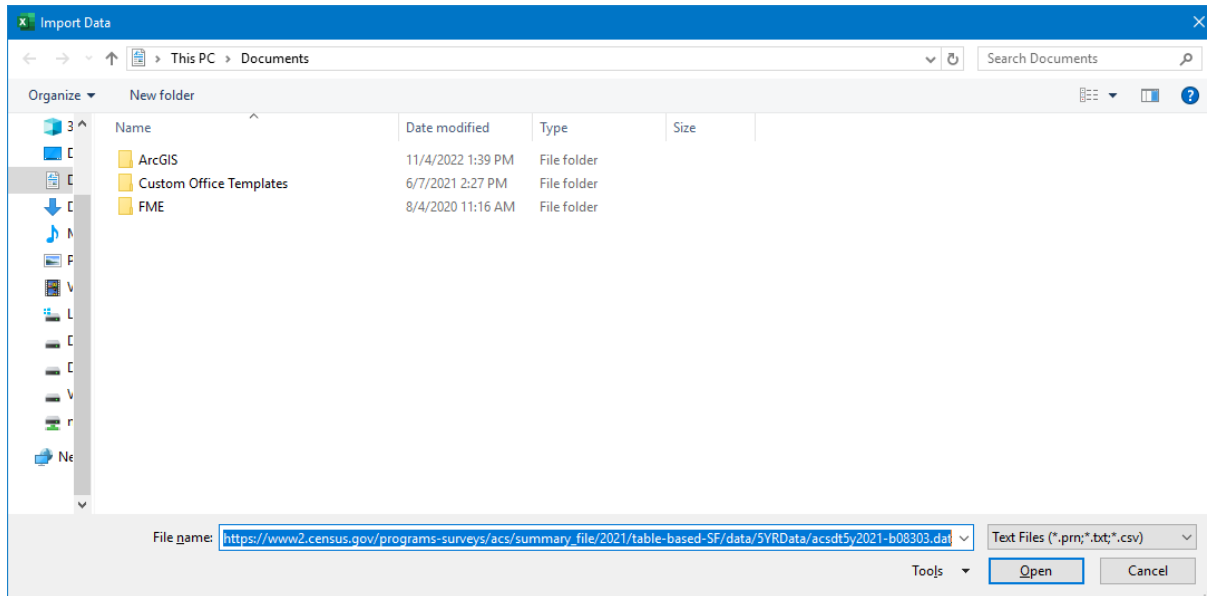 Import Data
This PC > Documents
Search Documents
Organize
New folder
Name
Date modified
Type
Size
ArcGIS
11/4/2022 1:39 PM
File folder
Custom Office Templates
6/7/2021 2:27 PM
File folder
FME
8/4/2020 11:16 AM
File folder
3
Ne
File name:
https://www2.census.gov/programs-surveys/acs/summary_file/2021/table-based-SF/data/5YRData/acsdt5y2021-b08303.dat
Text Files (*.prn;*.txt;*.csv)
Tools
Open
Cancel